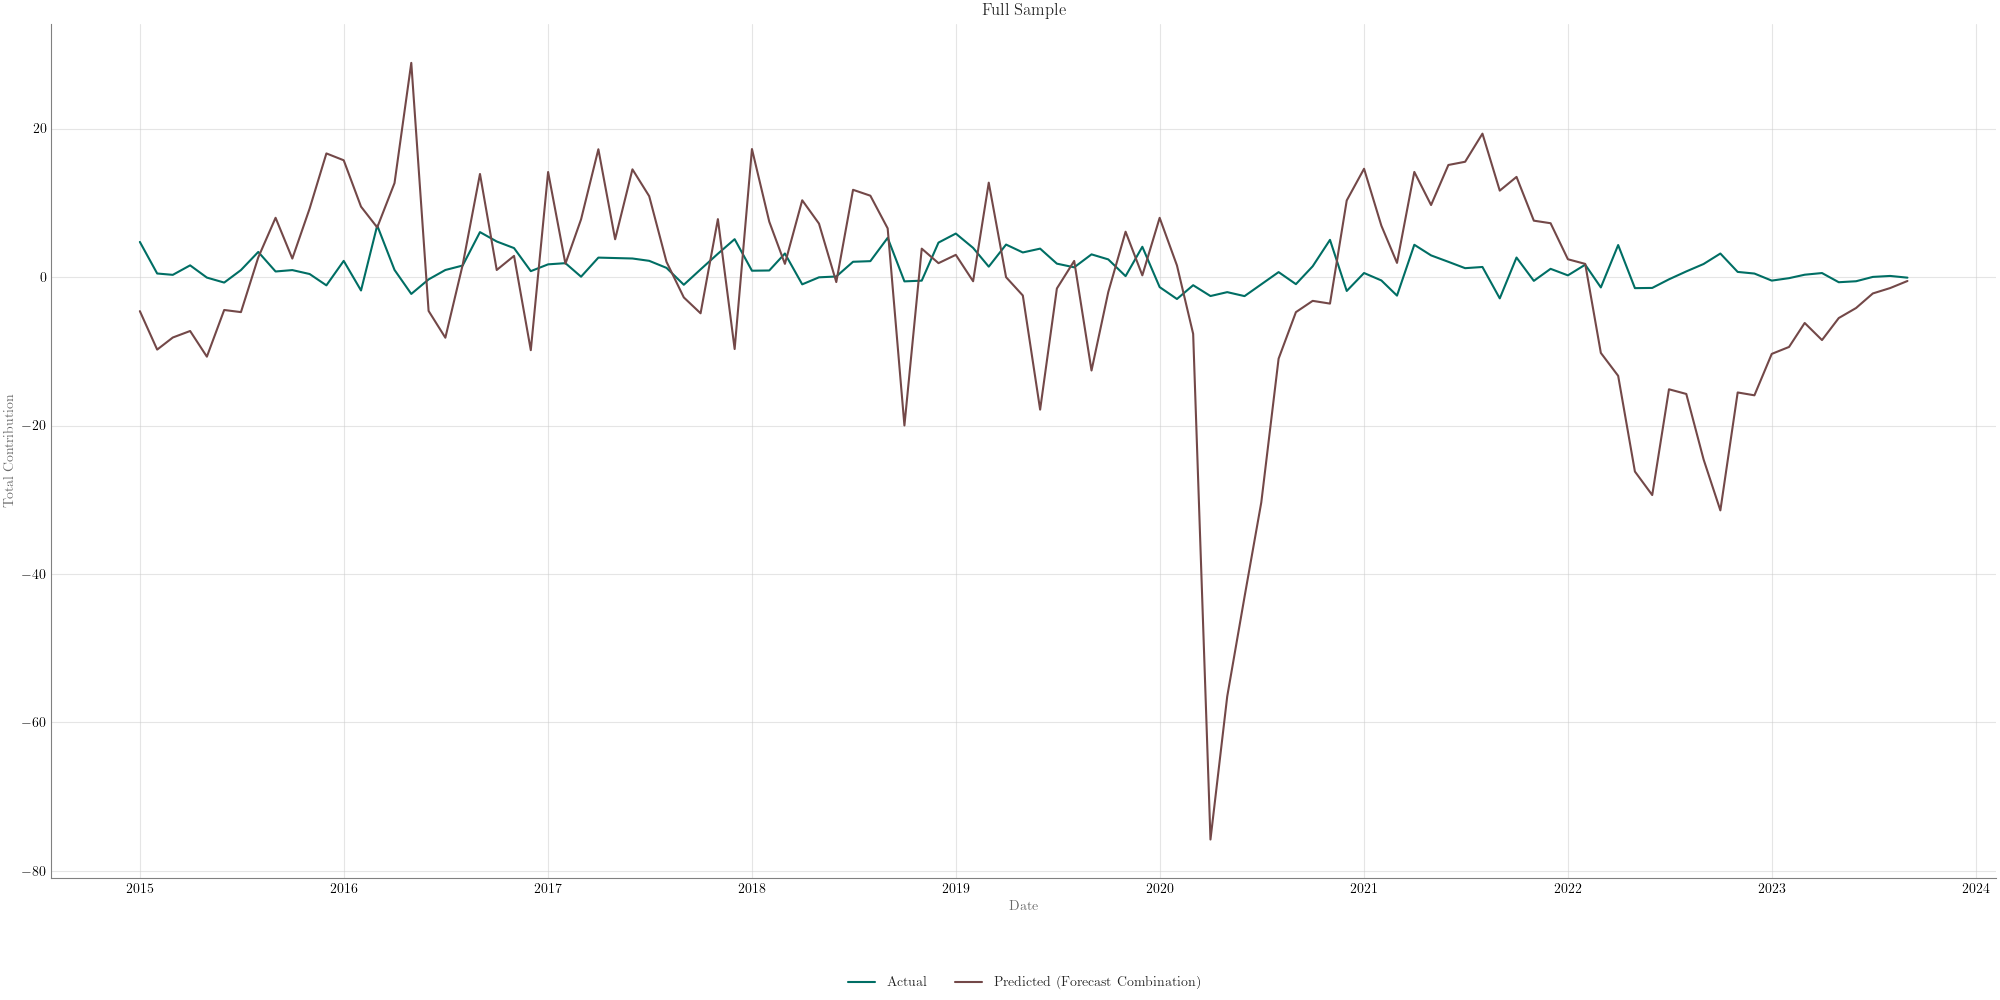 Full Sample
Total Contribution
20
0
−20
−40
−60
−80
2015 2016 2017 2018 2019 2020 2021 2022 2023 2024
Date
Actual Predicted (Forecast Combination)